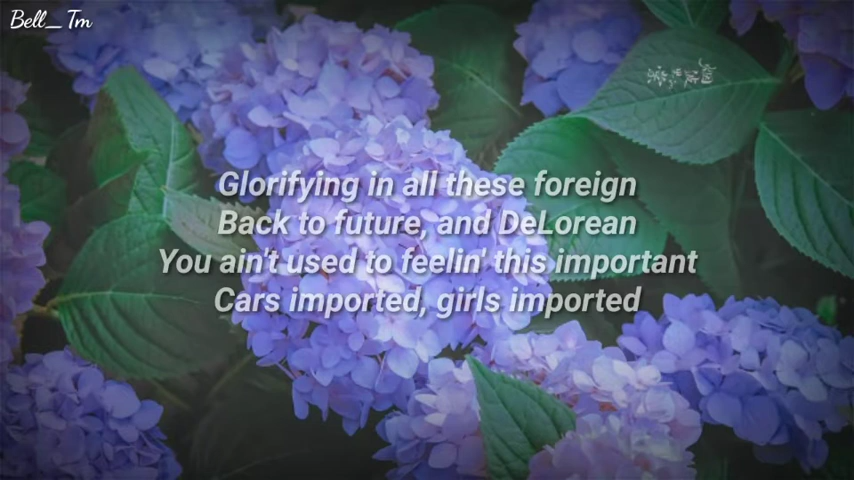 Bell_ Tm
Glorifying in all these foreign
Back to future, and DeLorean
You ain't used to feelin' this important
Cars imported, girls imported